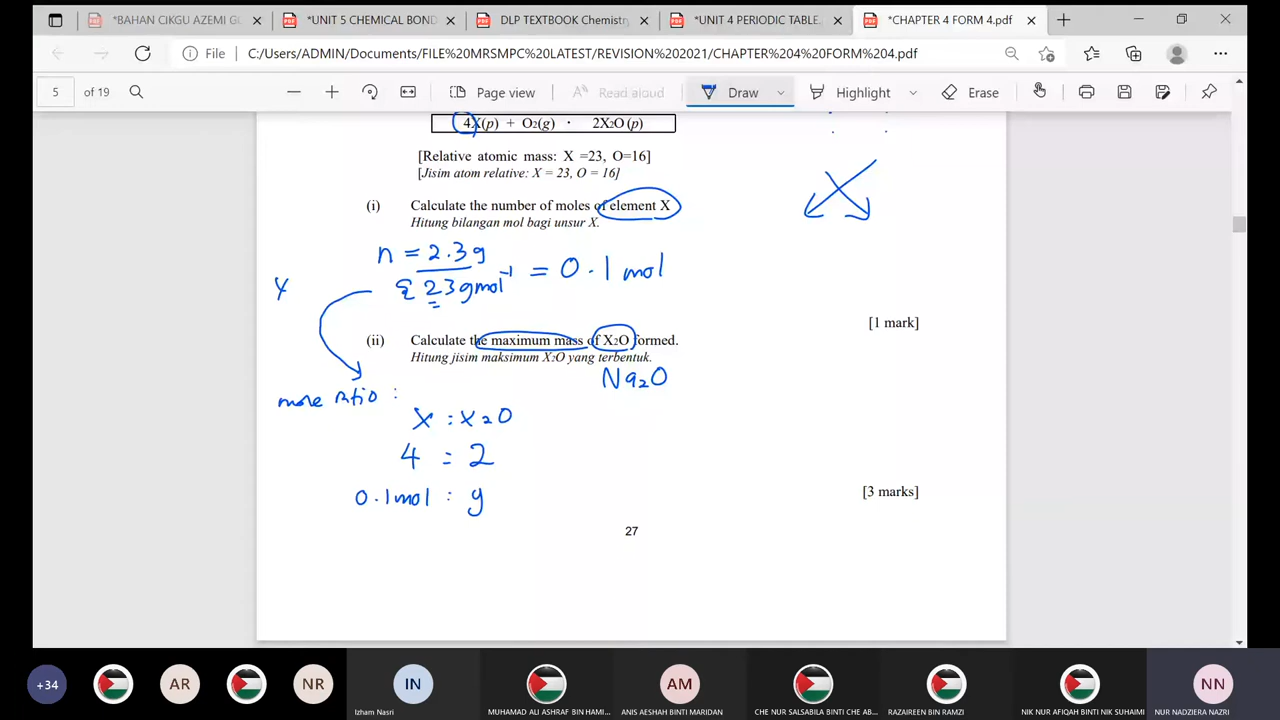 *BAHAN CIKGU AZEMI GU
*UNIT 5 CHEMICAL BOND
DLP TEXTBOOK Chemistry
*UNIT 4 PERIODIC TABLE.
*CHAPTER 4 FORM 4.pdf
File
C:/Users/ADMIN/Documents/FILE%20MRSMPC%20LATEST/REVISION%202021/CHAPTER%204%20FORM%204.pdf
5 of 19
Page view
Read aloud
Draw
Highlight
Erase
4X(p) + O2(g) · 2X2O (p)
[Relative atomic mass: X =23, O=16]
[Jisim atom relative: X = 23, O = 16]
(i) Calculate the number of moles of element X
Hitung bilangan mol bagi unsur X.
n = 2.3g
23gmol⁻¹ = 0.1 mol
[1 mark]
(ii) Calculate the maximum mass of X2O formed.
Hitung jisim maksimum X2O yang terbentuk.
Na2O
ratio :
X : X2O
4 : 2
0.1mol : y
[3 marks]
27
+34
AR
NR
IN
AM
NN
Izham Nasri
MUHAMAD ALI ASHRAF BIN HAMI...
ANIS AEESHAH BINTI MARIDAN
CHE NUR SALSABILA BINTI CHE AB...
RAZAIREEN BIN RAMZI
NIK NUR AFIQAH BINTI NIK SUHAIMI
NUR NADZIERA NAZRI